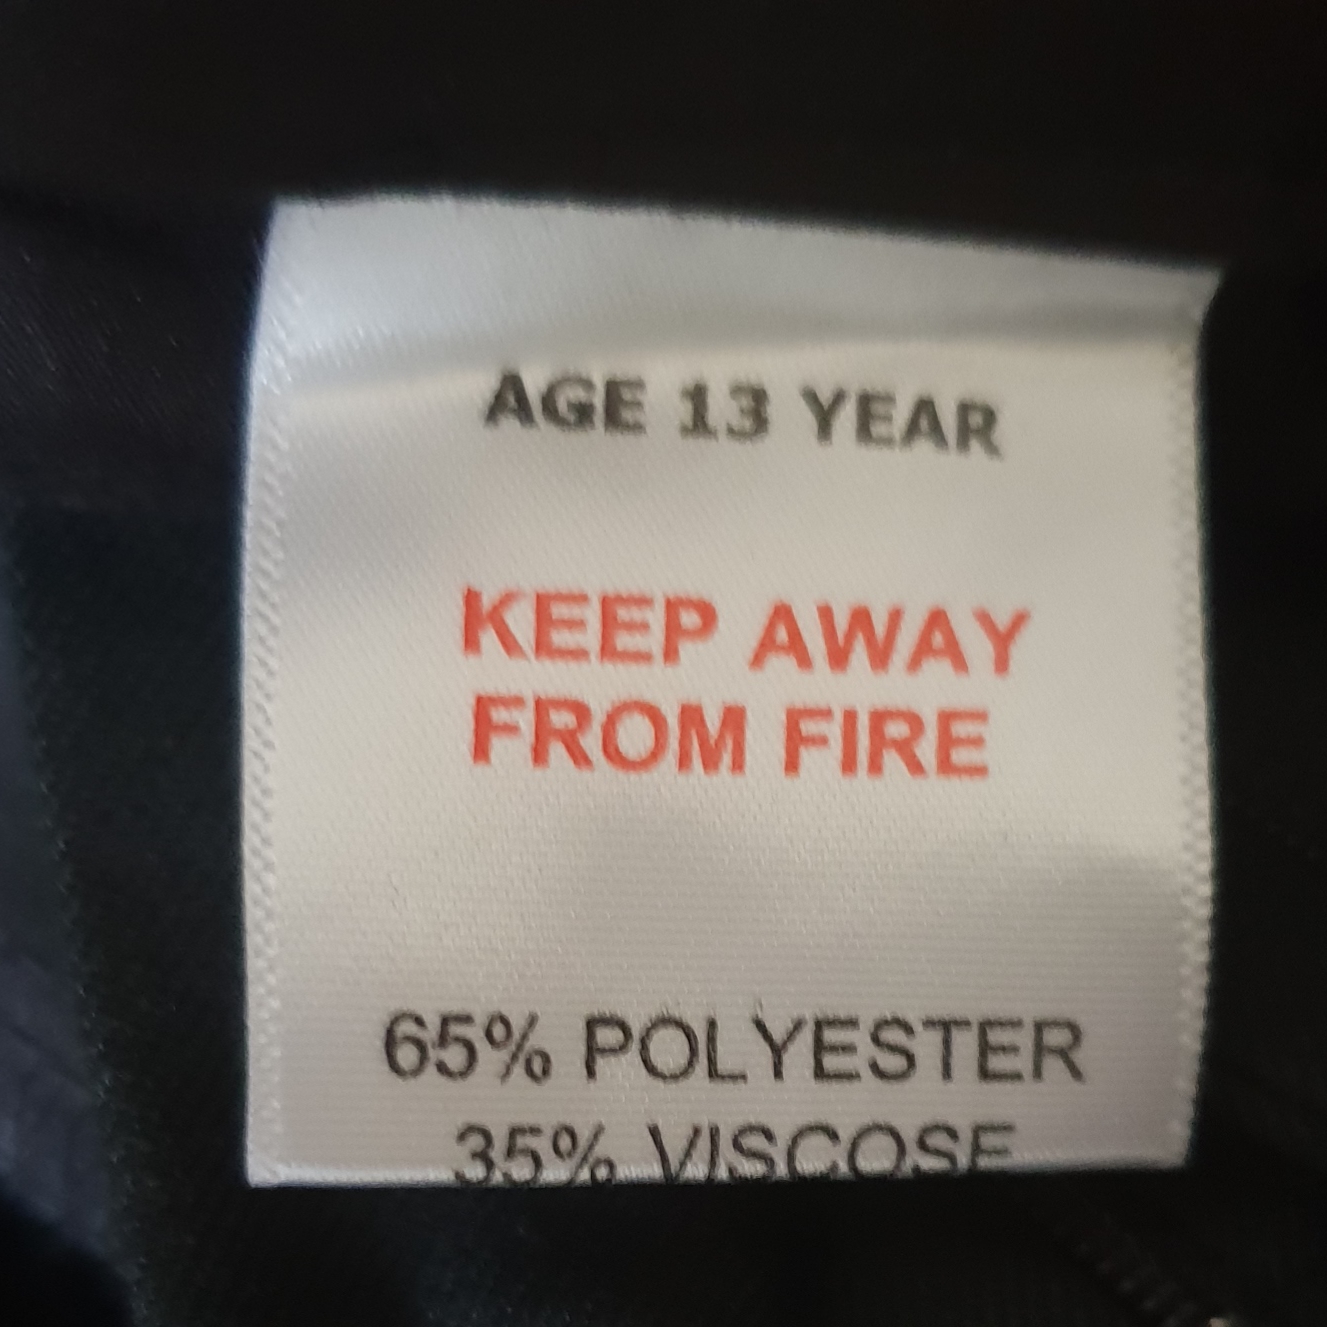 AGE 13 YEAR
KEEP AWAY
FROM FIRE
65% POLYESTER
35% VISCOSE